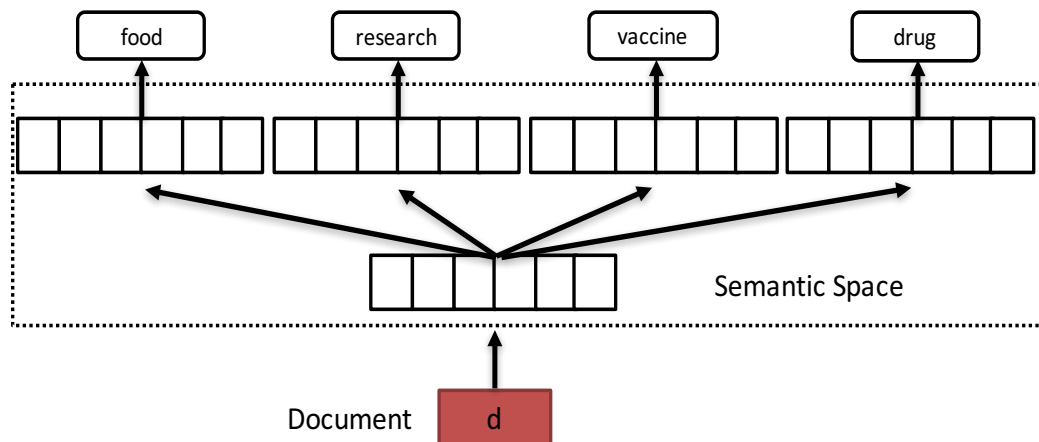 food
research
vaccine
drug
Semantic Space
Document
d